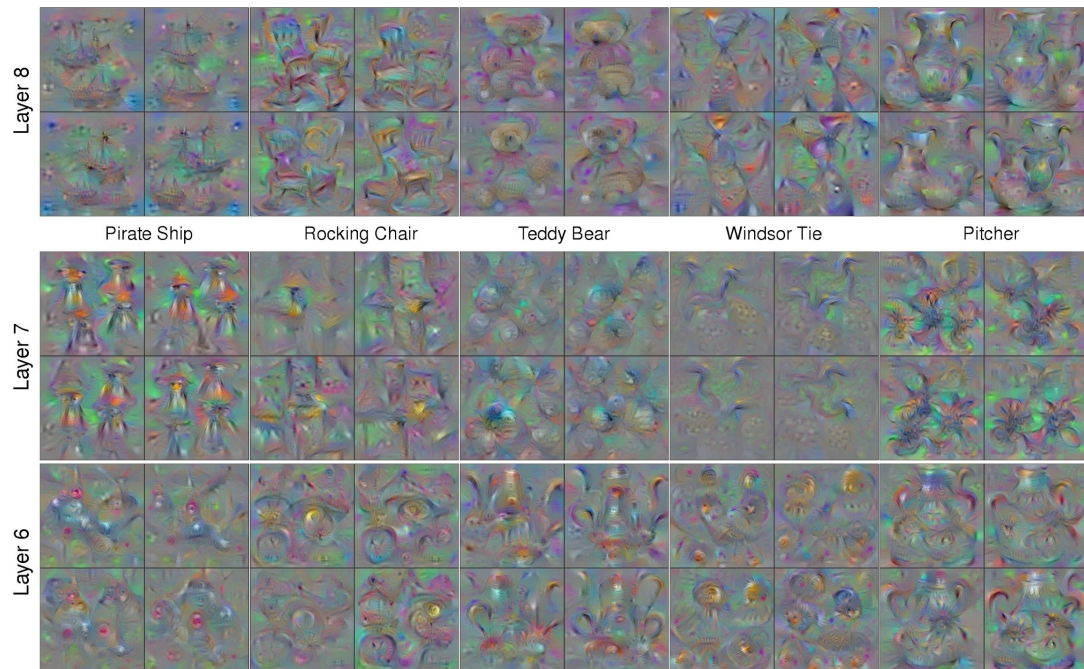 Layer 8
Pirate Ship
Rocking Chair
Teddy Bear
Windsor Tie
Pitcher
Layer 7
Layer 6